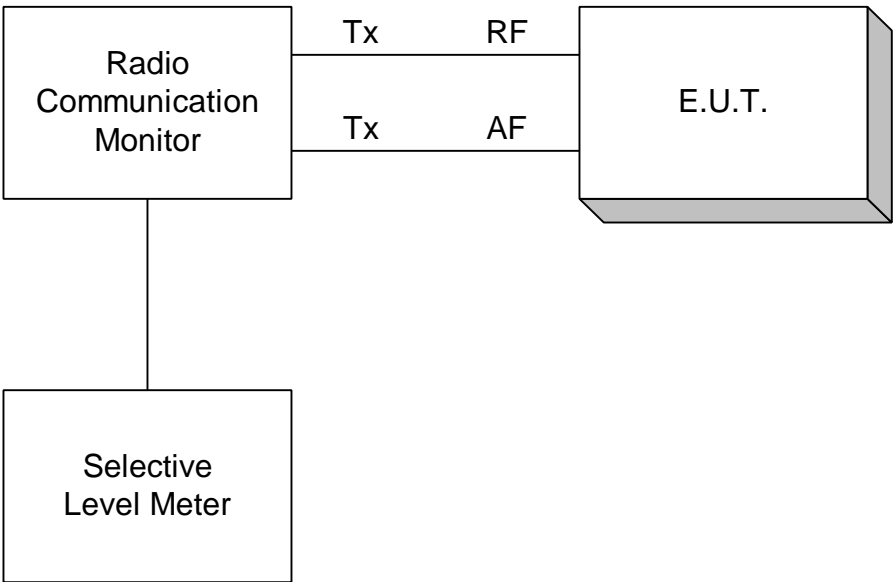 Radio
Communication
Monitor
Tx RF
Tx AF
E.U.T.
Selective
Level Meter